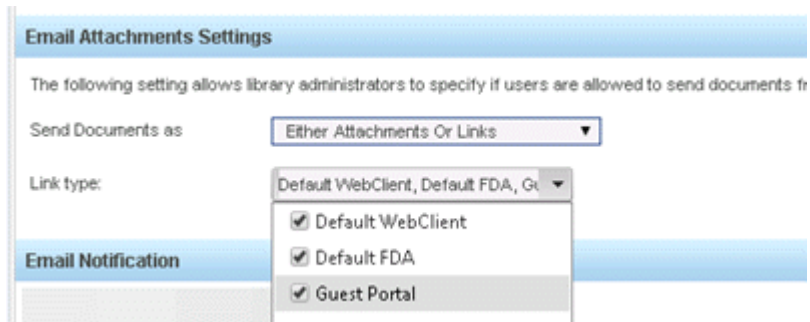 Email Attachments Settings
The following setting allows library administrators to specify if users are allowed to send documents
Send Documents as Either Attachments Or Links
Link type: Default WebClient, Default FDA, Gu
Default WebClient
Default FDA
Email Notification
Guest Portal